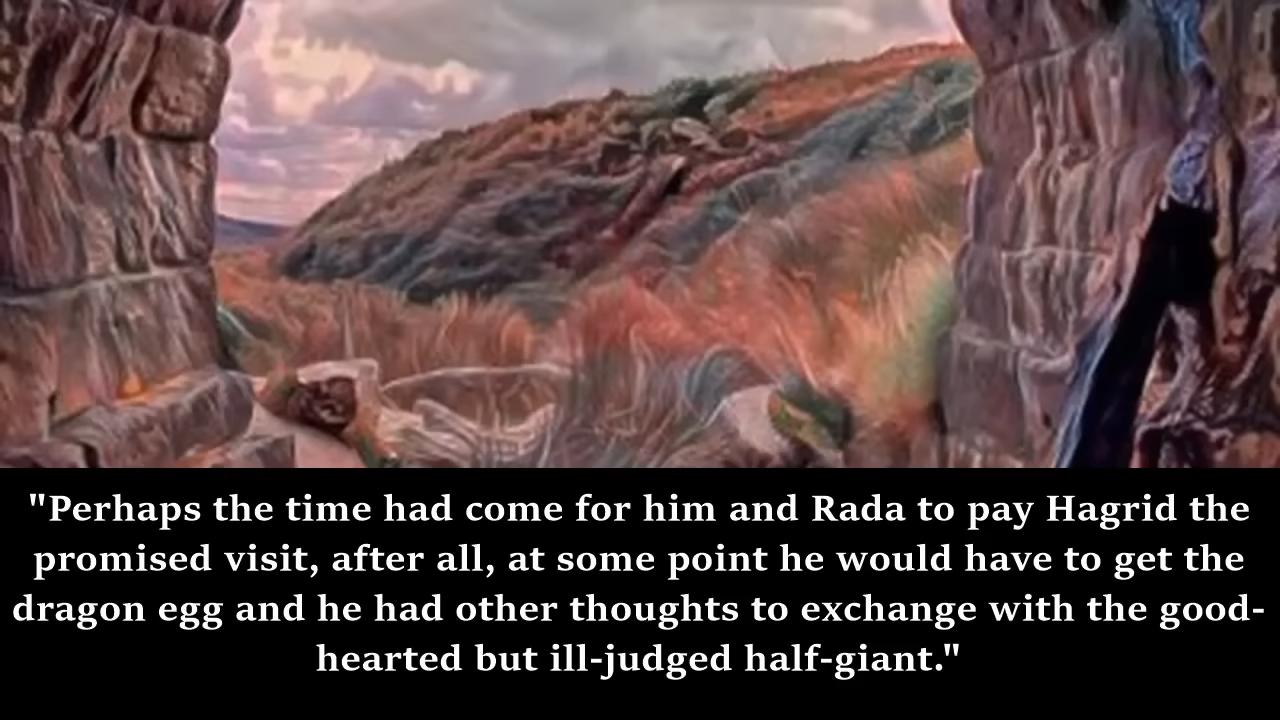 "Perhaps the time had come for him and Rada to pay Hagrid the
promised visit, after all, at some point he would have to get the
dragon egg and he had other thoughts to exchange with the good-
hearted but ill-judged half-giant."